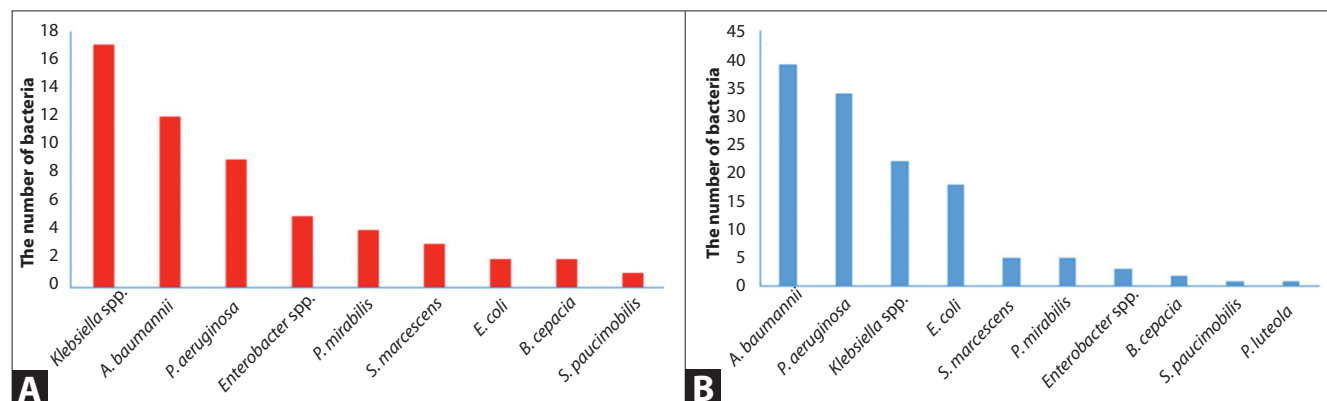 The number of bacteria
18
16
14
12
10
8
6
4
2
0
Klebsiella spp.
A. baumannii
P. aeruginosa
Enterobacter spp.
P. mirabilis
S. marcescens
E. coli
B. cepacia
S. paucimobilis
A
The number of bacteria
45
40
35
30
25
20
15
10
5
0
A. baumannii
P. aeruginosa
Klebsiella spp.
E. coli
S. marcescens
P. mirabilis
Enterobacter spp.
B. cepacia
S. paucimobilis
P. luteola
B